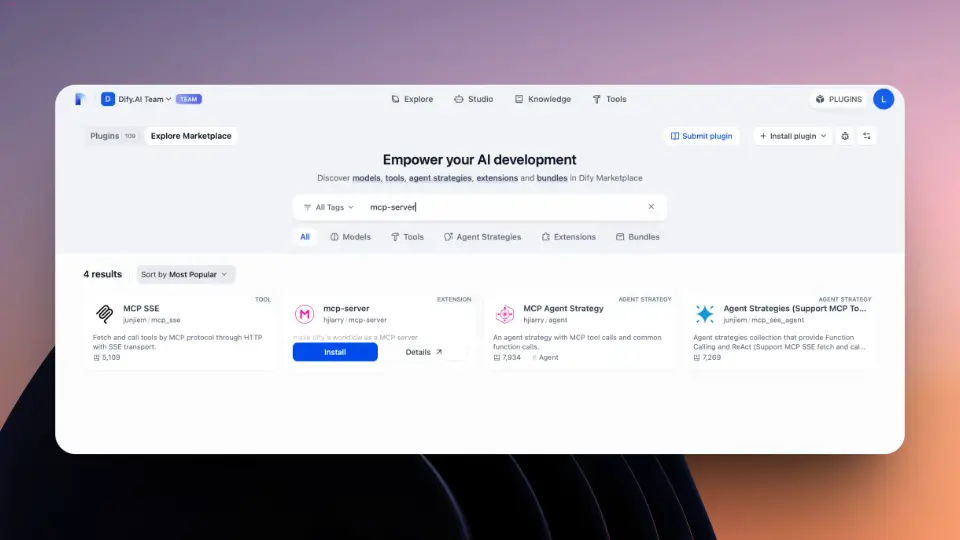 D Dify.AI Team TEAM Explore Studio Knowledge Tools PLUGINS L
Plugins 109 Explore Marketplace Submit plugin + Install plugin
Empower your AI development
Discover models, tools, agent strategies, extensions and bundles in Dify Marketplace
All Tags mcp-server
All Models Tools Agent Strategies Extensions Bundles
4 results Sort by Most Popular
TOOL
MCP SSE
junjiem / mcp_sse
Fetch and call tools by MCP protocol through HTTP
with SSE transport.
5,109
EXTENSION
mcp-server
hjlarry / mcp-server
make dify's workflow as a MCP server
Install Details
AGENT STRATEGY
MCP Agent Strategy
hjlarry / agent
An agent strategy with MCP tool calls and common
function calls.
7,934 # Agent
AGENT STRATEGY
Agent Strategies (Support MCP To...
junjiem / mcp_see_agent
Agent strategies collection that provide Function
Calling and ReAct (Support MCP SSE fetch and cal...
7,269